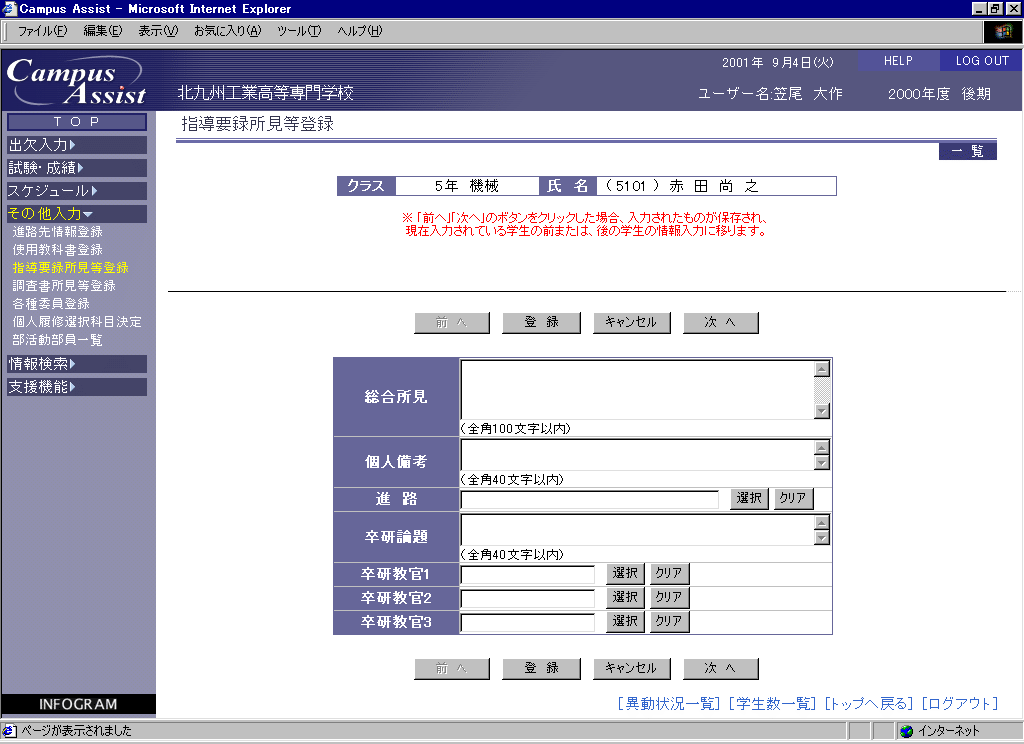 Campus Assist - Microsoft Internet Explorer
ファイル(F) 編集(E) 表示(V) お気に入り(A) ツール(T) ヘルプ(H)
Campus Assist
北九州工業高等専門学校
2001年 9月4日(火) HELP LOG OUT
ユーザー名:笠尾 大作 2000年度 後期
ＴＯＰ
出欠入力
試験・成績
スケジュール
その他入力
進路先情報登録
使用教科書登録
指導要録所見等登録
調査書所見等登録
各種委員登録
個人履修選択科目決定
部活動部員一覧
情報検索
支援機能
INFOGRAM
指導要録所見等登録
一 覧
クラス 5年 機械 氏 名 (5101) 赤 田 尚 之
※「前へ」「次へ」のボタンをクリックした場合、入力されたものが保存され、
現在入力されている学生の前または、後の学生の情報入力に移ります。
前 へ 登 録 キャンセル 次 へ
総合所見
(全角100文字以内)
個人備考
(全角40文字以内)
進 路 選択 クリア
卒研論題
(全角40文字以内)
卒研教官1 選択 クリア
卒研教官2 選択 クリア
卒研教官3 選択 クリア
前 へ 登 録 キャンセル 次 へ
[異動状況一覧] [学生数一覧] [トップへ戻る] [ログアウト]
ページが表示されました インターネット